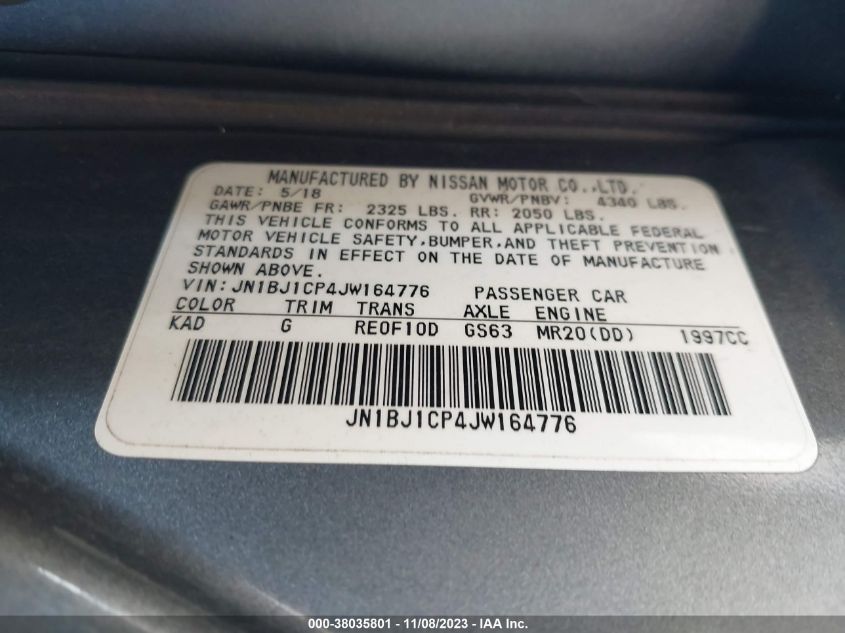 MANUFACTURED BY NISSAN MOTOR CO.,LTD.
DATE: 5/18 GVWR/PNBV: 4340 LBS.
GAWR/PNBE FR: 2325 LBS. RR: 2050 LBS.
THIS VEHICLE CONFORMS TO ALL APPLICABLE FEDERAL
MOTOR VEHICLE SAFETY,BUMPER,AND THEFT PREVENTION
STANDARDS IN EFFECT ON THE DATE OF MANUFACTURE
SHOWN ABOVE.
VIN:JN1BJ1CP4JW164776 PASSENGER CAR
COLOR TRIM TRANS AXLE ENGINE
KAD G RE0F10D GS63 MR20(DD) 1997CC
JN1BJ1CP4JW164776
000-38035801 - 11/08/2023 - IAA Inc.